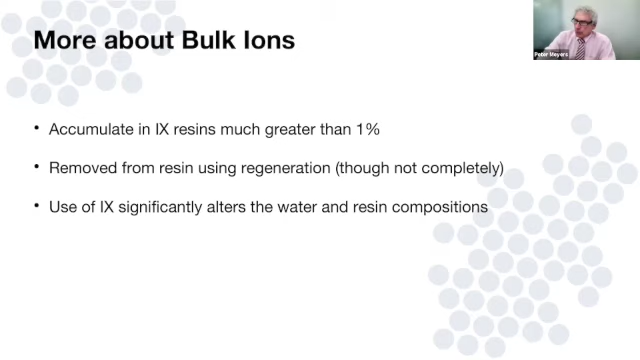 More about Bulk Ions
Peter Meyers
• Accumulate in IX resins much greater than 1%
• Removed from resin using regeneration (though not completely)
• Use of IX significantly alters the water and resin compositions